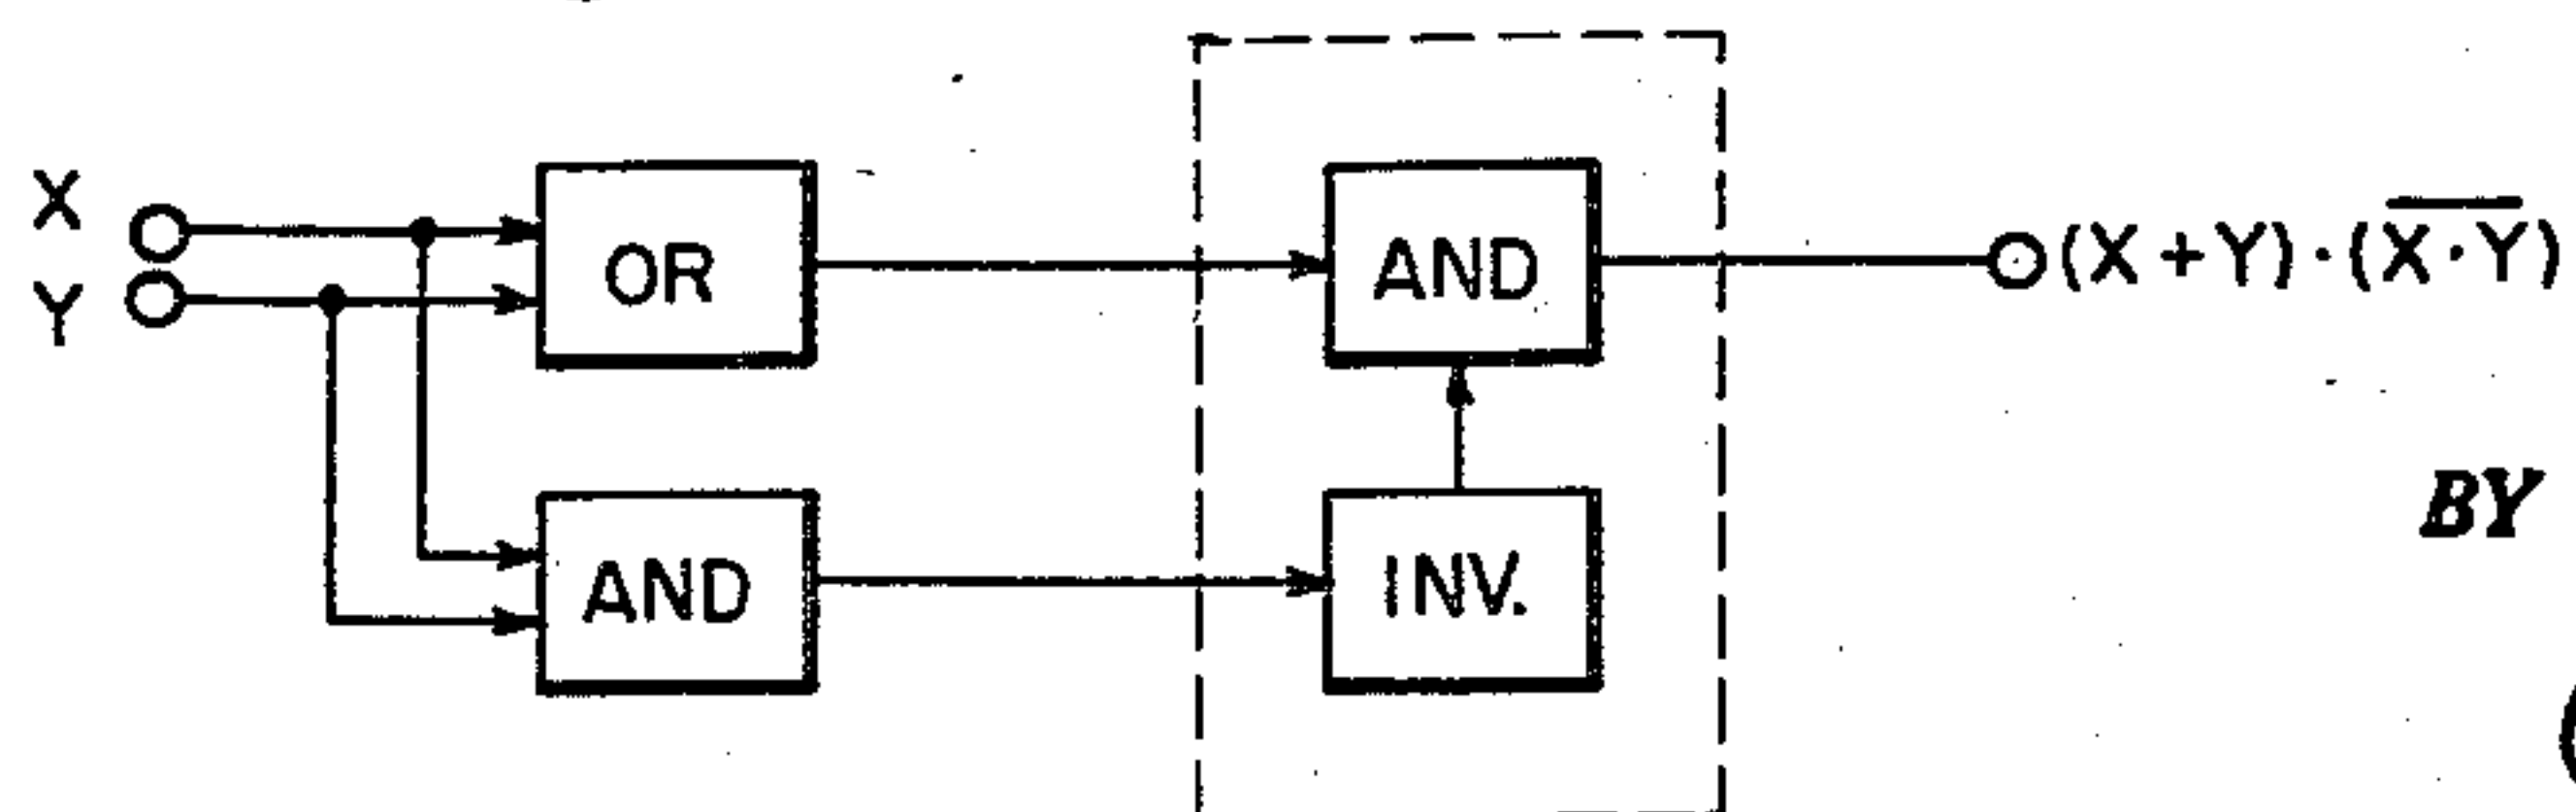 X
Y
OR
AND
AND
INV.
(X + Y) · (X̅ ·̅ Y̅)
BY
(